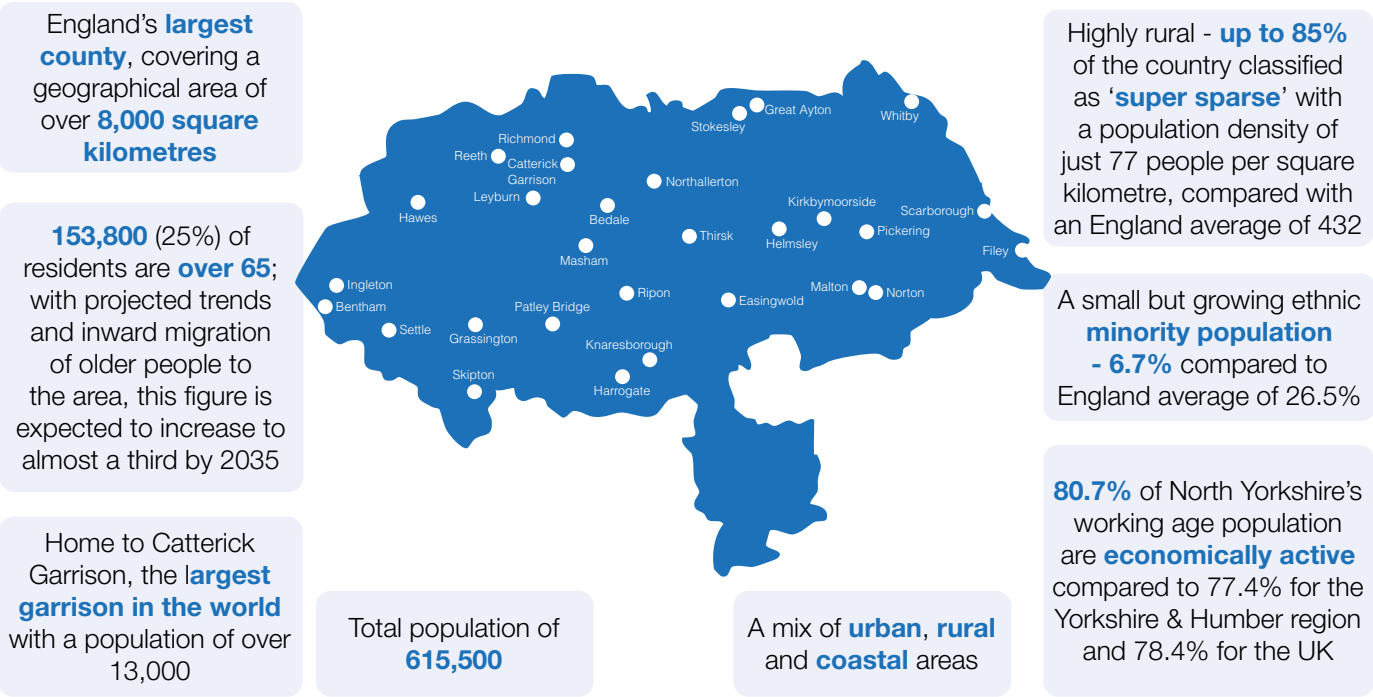 England’s largest
county, covering a
geographical area of
over 8,000 square
kilometres
153,800 (25%) of
residents are over 65;
with projected trends
and inward migration
of older people to
the area, this figure is
expected to increase to
almost a third by 2035
Home to Catterick
Garrison, the largest
garrison in the world
with a population of over
13,000
Great Ayton
Stokesley
Whitby
Richmond
Reeth
Catterick
Garrison
Northallerton
Leyburn
Hawes
Bedale
Kirkbymoorside
Scarborough
Pickering
Thirsk
Helmsley
Filey
Masham
Ingleton
Malton
Norton
Ripon
Easingwold
Bentham
Patley Bridge
Settle
Grassington
Knaresborough
Skipton
Harrogate
Total population of
615,500
A mix of urban, rural
and coastal areas
Highly rural - up to 85%
of the country classified
as ‘super sparse’ with
a population density of
just 77 people per square
kilometre, compared with
an England average of 432
A small but growing ethnic
minority population
- 6.7% compared to
England average of 26.5%
80.7% of North Yorkshire’s
working age population
are economically active
compared to 77.4% for the
Yorkshire & Humber region
and 78.4% for the UK